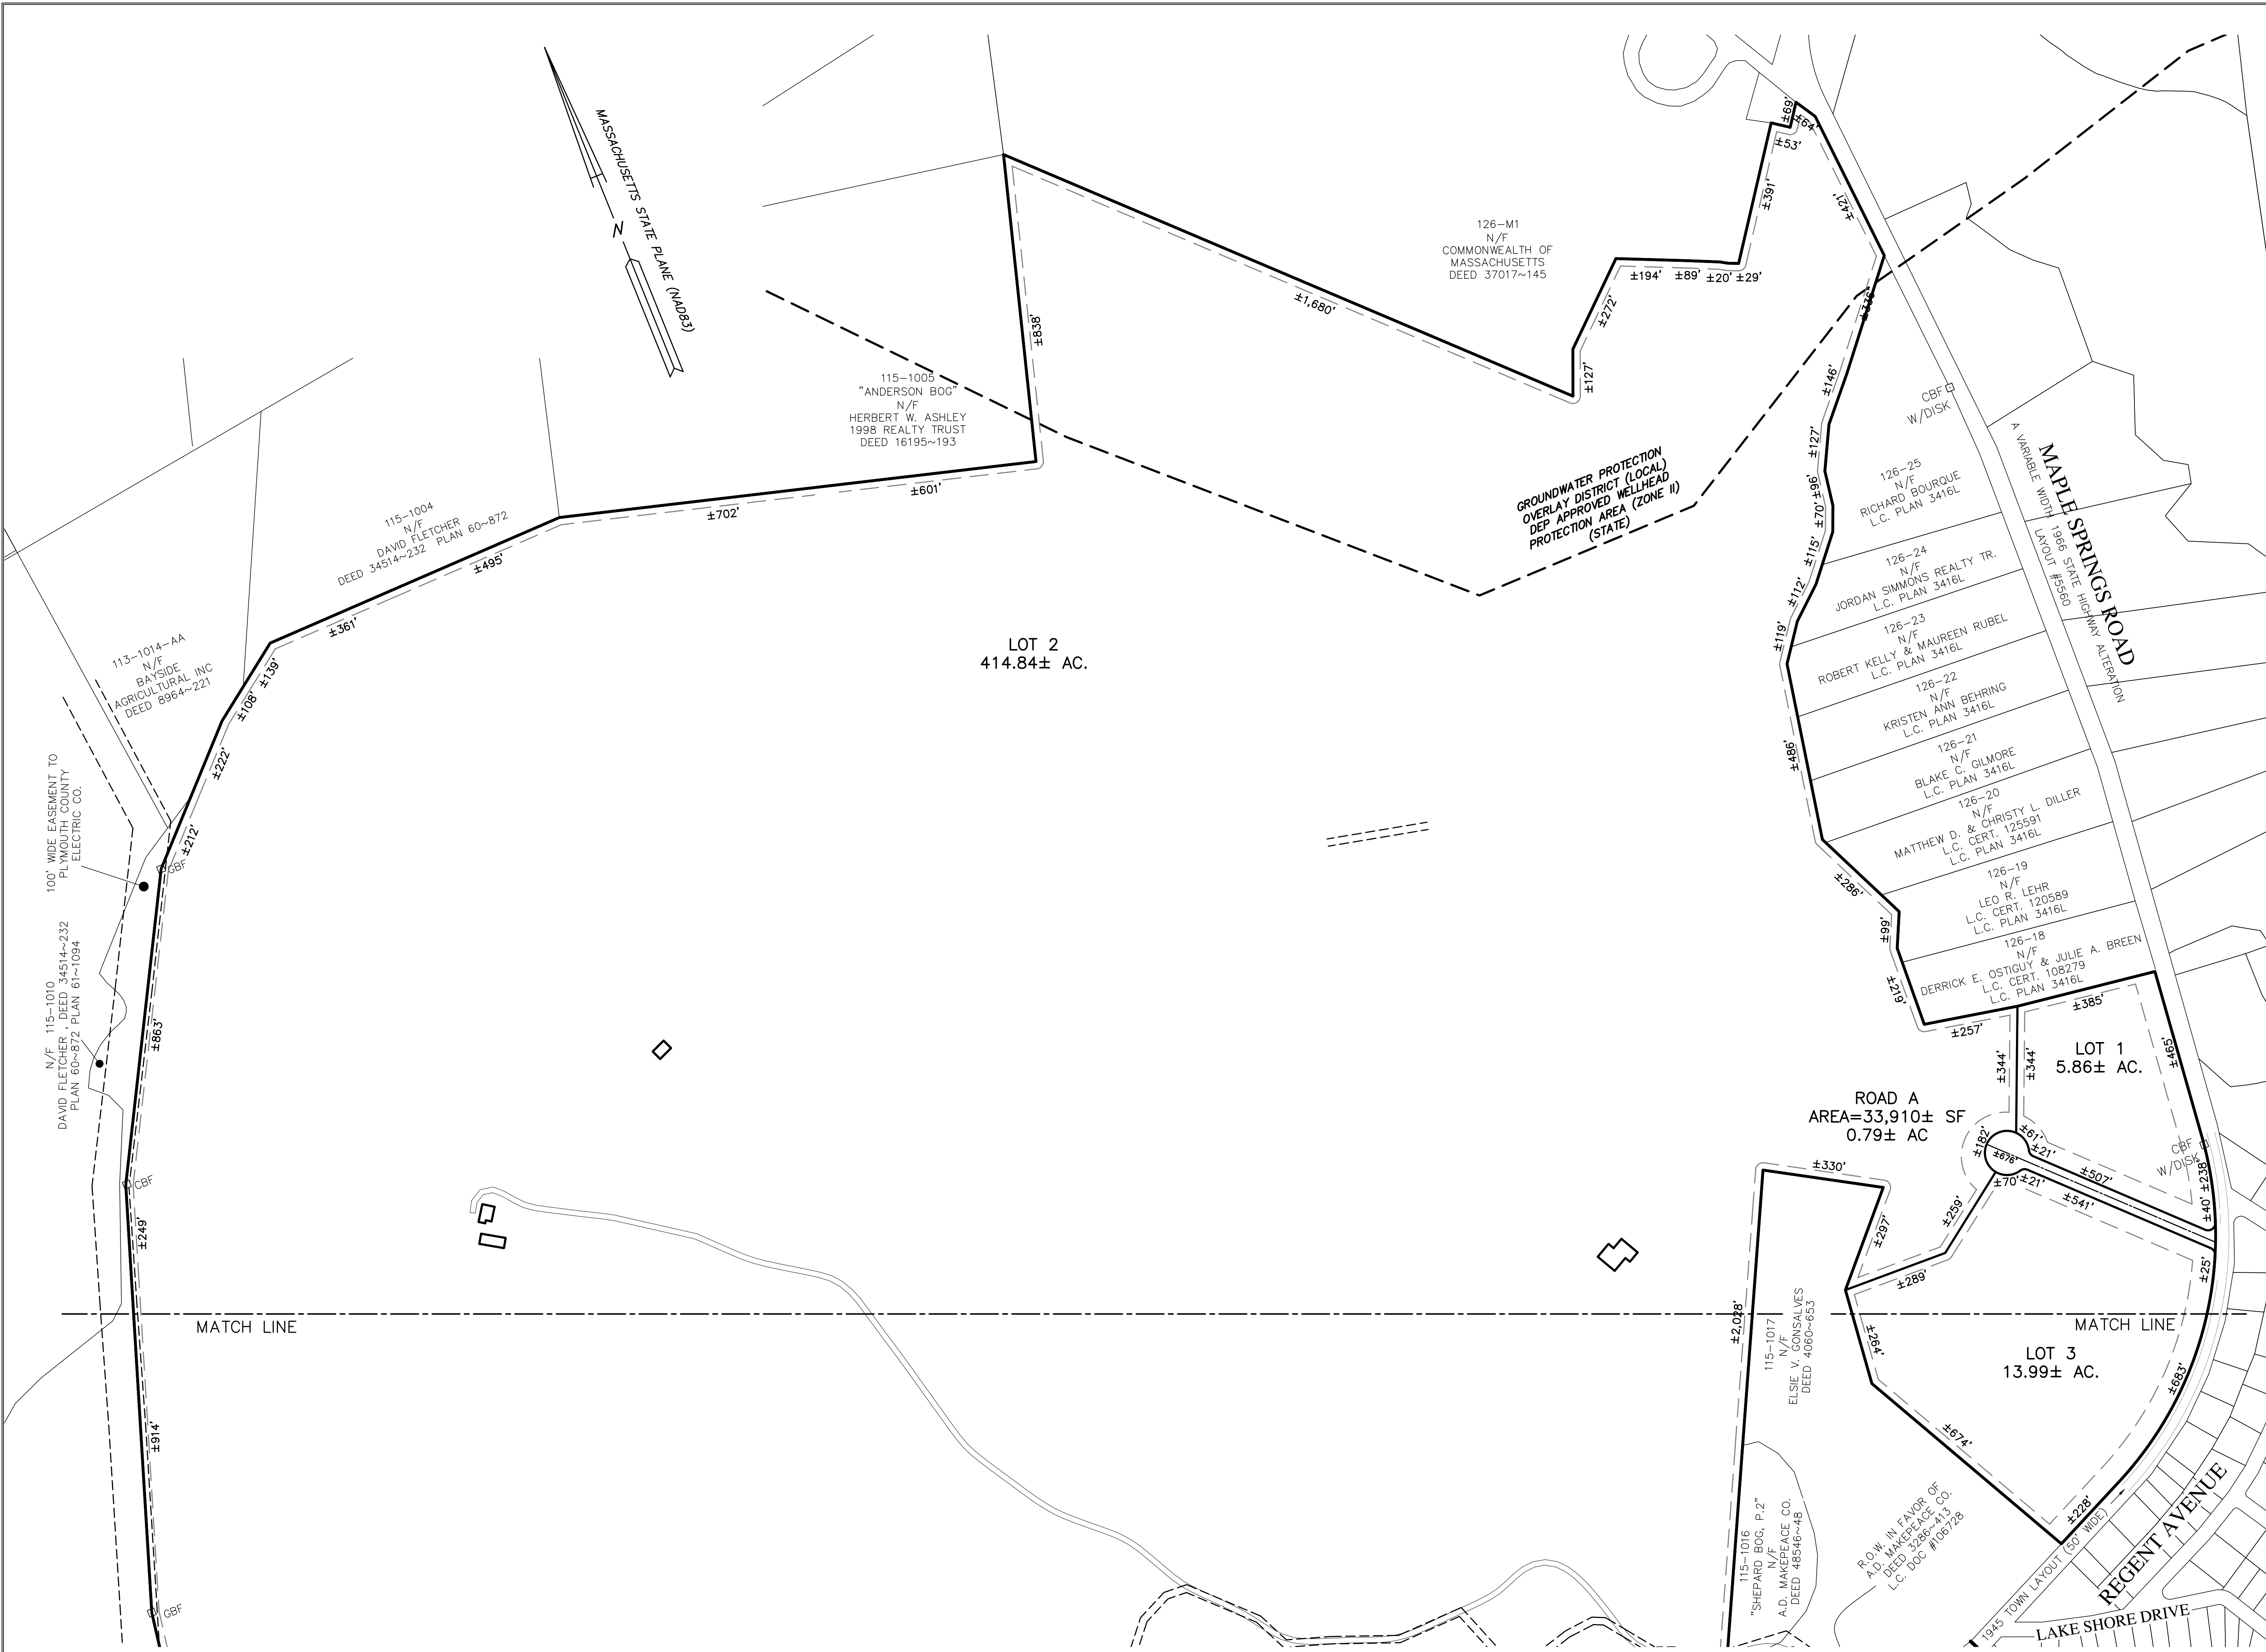 MASSACHUSETTS STATE PLANE (NAD83)
N
±69'
±64'
±53'
±391'
±421'
126-M1
N/F
COMMONWEALTH OF
MASSACHUSETTS
DEED 37017~145
±194'
±89'
±20'
±29'
±272'
±127'
±1,680'
±838'
±336'
±146'
±127'
±96'
±70'
±115'
±112'
±119'
±486'
±286'
±99'
±219'
115-1005
"ANDERSON BOG"
N/F
HERBERT W. ASHLEY
1998 REALTY TRUST
DEED 16195~193
±601'
±702'
GROUNDWATER PROTECTION
OVERLAY DISTRICT (LOCAL)
DEP APPROVED WELLHEAD
PROTECTION AREA (ZONE II)
(STATE)
CBF
W/DISK
MAPLE SPRINGS ROAD
A VARIABLE WIDTH 1966 STATE HIGHWAY ALTERATION
LAYOUT #5560
126-25
N/F
RICHARD BOURQUE
L.C. PLAN 3416L
126-24
N/F
JORDAN SIMMONS REALTY TR.
L.C. PLAN 3416L
126-23
N/F
ROBERT KELLY & MAUREEN RUBEL
L.C. PLAN 3416L
126-22
N/F
KRISTEN ANN BEHRING
L.C. PLAN 3416L
126-21
N/F
BLAKE C. GILMORE
L.C. PLAN 3416L
126-20
N/F
MATTHEW D. & CHRISTY L. DILLER
L.C. CERT. 125591
L.C. PLAN 3416L
126-19
N/F
LEO R. LEHR
L.C. CERT. 120589
L.C. PLAN 3416L
126-18
N/F
DERRICK E. OSTIGUY & JULIE A. BREEN
L.C. CERT. 108279
L.C. PLAN 3416L
115-1004
N/F
DAVID FLETCHER
DEED 34514~232 PLAN 60~872
±495'
±361'
±139'
±108'
±222'
±212'
113-1014-AA
N/F
BAYSIDE
AGRICULTURAL INC
DEED 8964~221
LOT 2
414.84± AC.
100' WIDE EASEMENT TO
PLYMOUTH COUNTY
ELECTRIC CO.
GBF
N/F 115-1010
DAVID FLETCHER , DEED 34514~232
PLAN 60~872 PLAN 61~1094
±863'
CBF
±249'
±914'
GBF
±257'
±385'
±344'
±344'
LOT 1
5.86± AC.
±465'
ROAD A
AREA=33,910± SF
0.79± AC
±182'
±676'
±61'
±21'
±70'
±21'
±507'
±541'
CBF
W/DISK
±238'
±40'
±25'
±330'
±297'
±259'
±289'
MATCH LINE
MATCH LINE
±2,028'
115-1017
N/F
ELSIE V. GONSALVES
DEED 4060~653
±264'
LOT 3
13.99± AC.
±683'
±674'
±228'
115-1016
"SHEPARD BOG, P.2"
N/F
A.D. MAKEPEACE CO.
DEED 48546~48
R.O.W. IN FAVOR OF
A.D. MAKEPEACE CO.
DEED 3286~413
L.C. DOC #106728
1945 TOWN LAYOUT (50' WIDE)
REGENT AVENUE
LAKE SHORE DRIVE